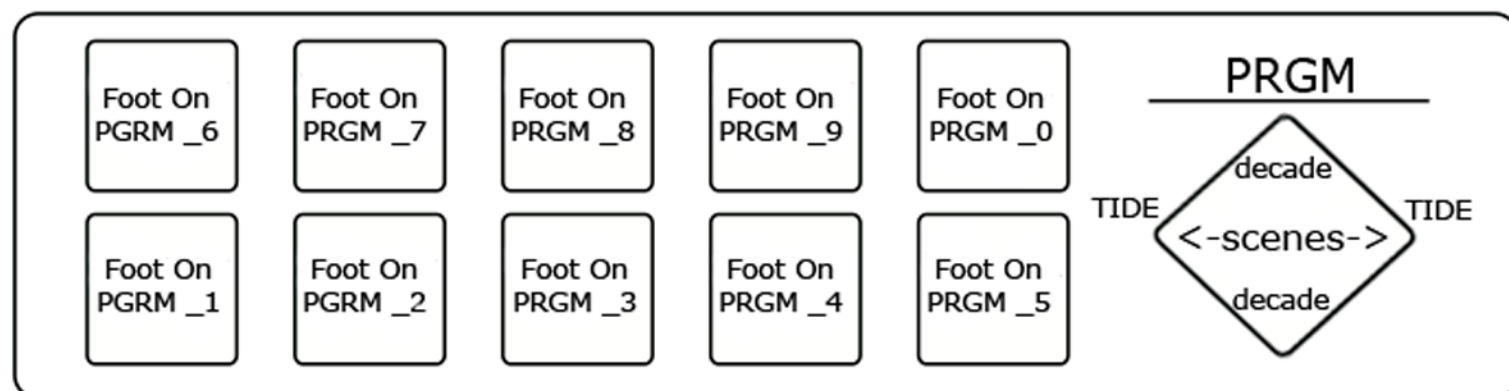 Foot On
PGRM _6
Foot On
PRGM _7
Foot On
PRGM _8
Foot On
PRGM _9
Foot On
PRGM _0
PRGM
decade
TIDE
<-scenes->
TIDE
decade
Foot On
PGRM _1
Foot On
PGRM _2
Foot On
PRGM _3
Foot On
PRGM _4
Foot On
PRGM _5